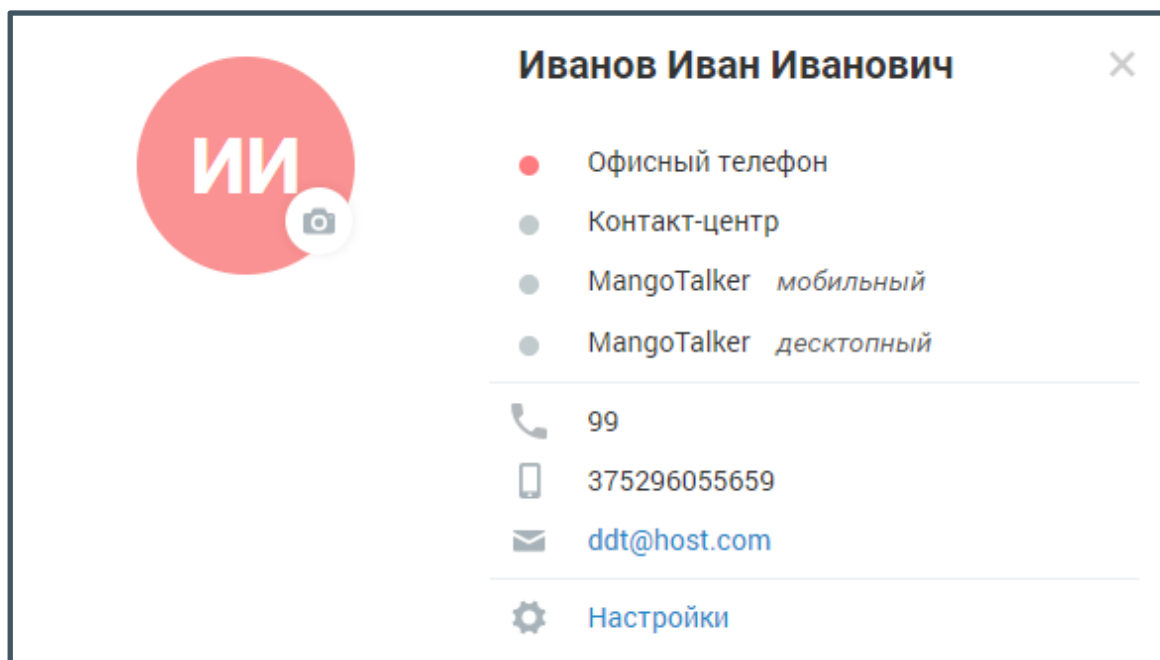 ИИ
Иванов Иван Иванович
Офисный телефон
Контакт-центр
MangoTalker мобильный
MangoTalker десктопный
99
375296055659
ddt@host.com
Настройки